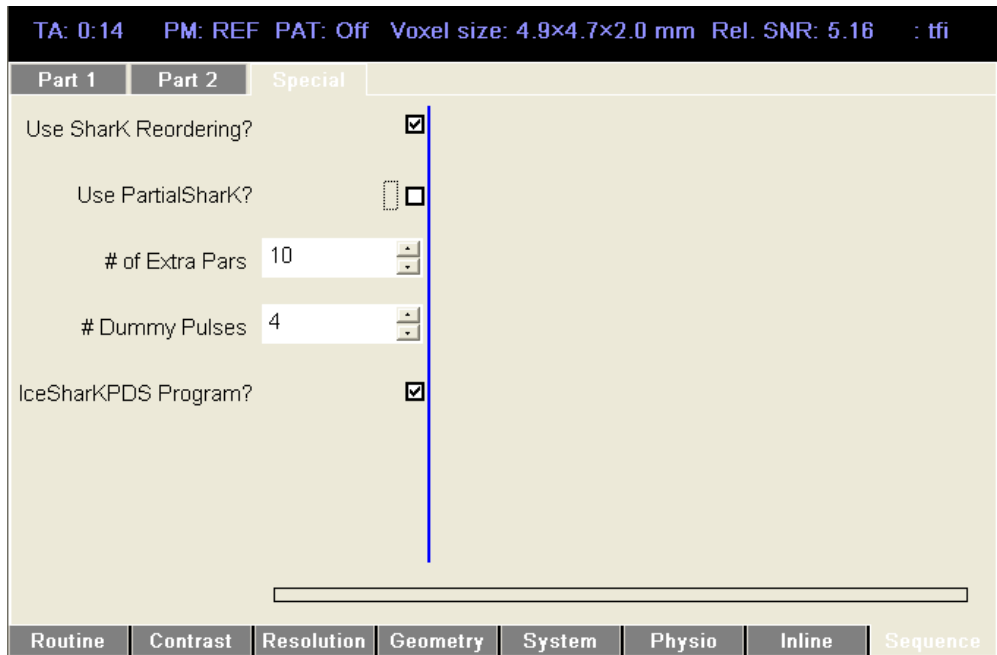 TA: 0:14 PM: REF PAT: Off Voxel size: 4.9×4.7×2.0 mm Rel. SNR: 5.16 : tfi
Part 1 Part 2 Special
Use SharK Reordering?
Use PartialSharK?
# of Extra Pars 10
# Dummy Pulses 4
IceSharKPDS Program?
Routine Contrast Resolution Geometry System Physio Inline Sequence